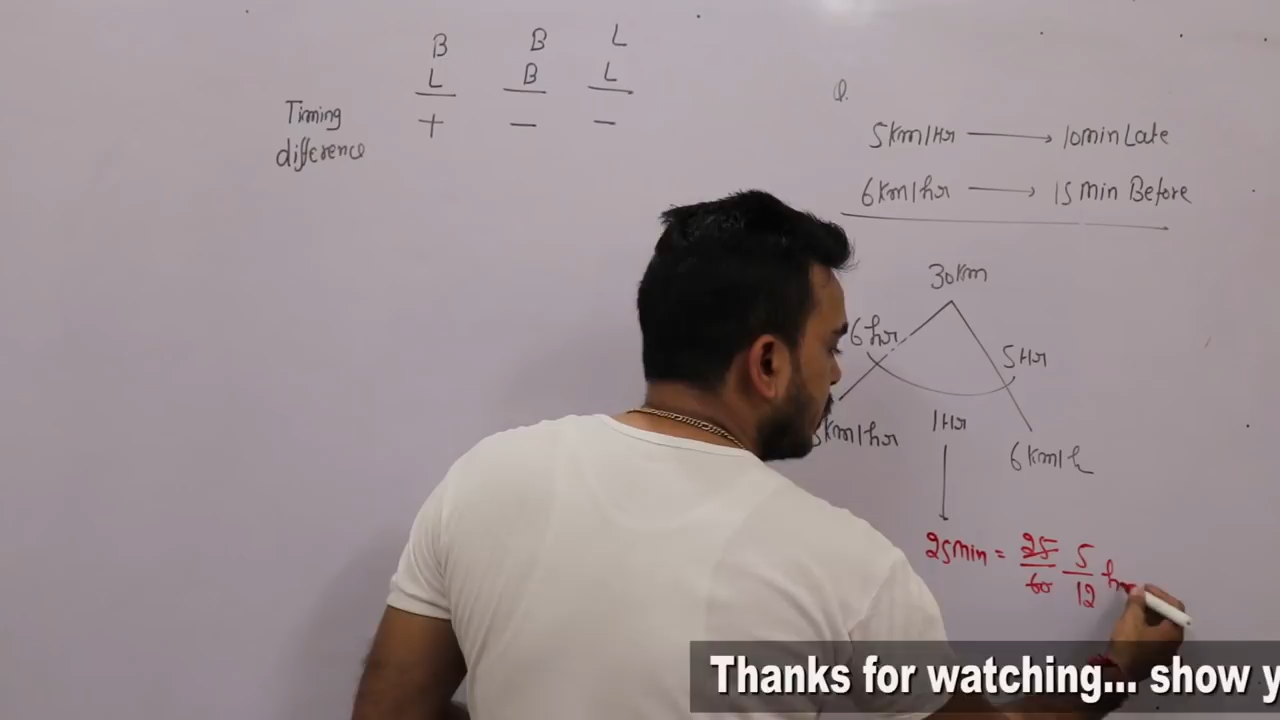 B B L
L B L
Timing + - -
difference
Q.
5km/Hr → 10min Late
6km/hr → 15 Min Before
30km
6hr 5Hr
km/hr 1Hr 6km/h
25min = 25/60 5/12 hr
Thanks for watching... show y